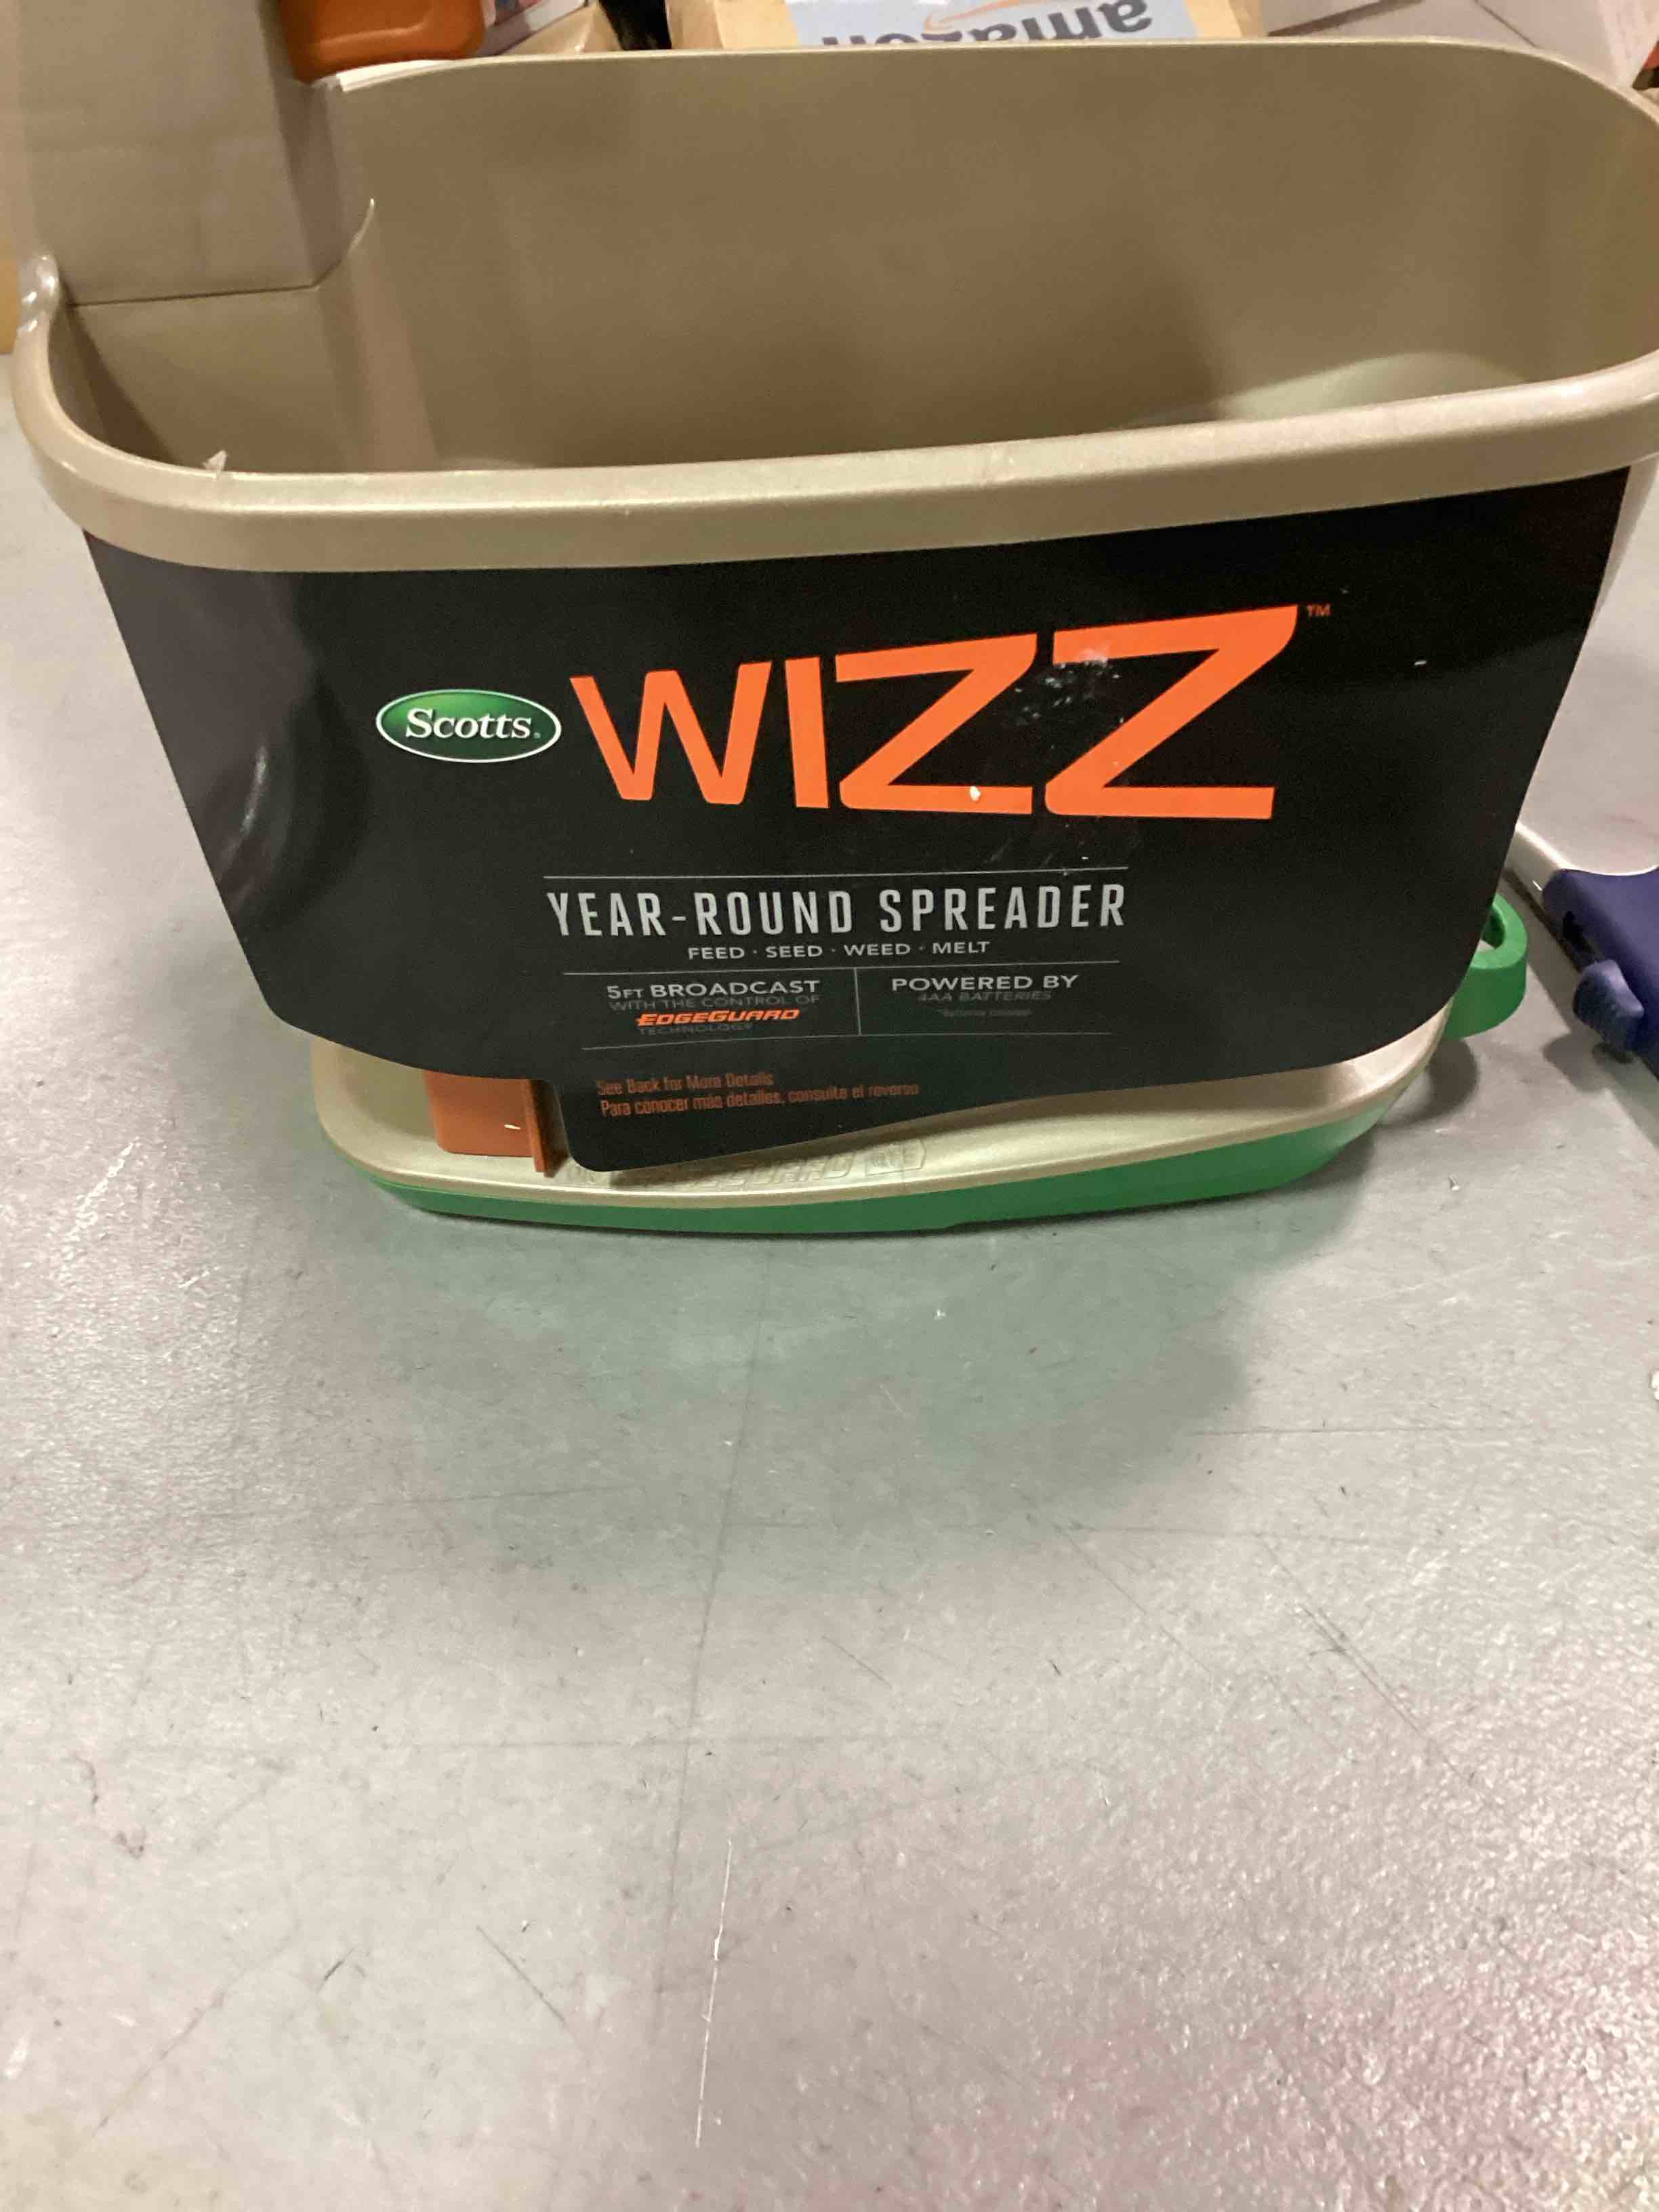 amazon
Scotts
WIZZ™
YEAR-ROUND SPREADER
FEED · SEED · WEED · MELT
5FT BROADCAST
WITH THE CONTROL OF
EDGEGUARD
TECHNOLOGY
POWERED BY
4AA BATTERIES
See Back for More Details
Para conocer más detalles, consulte el reverso